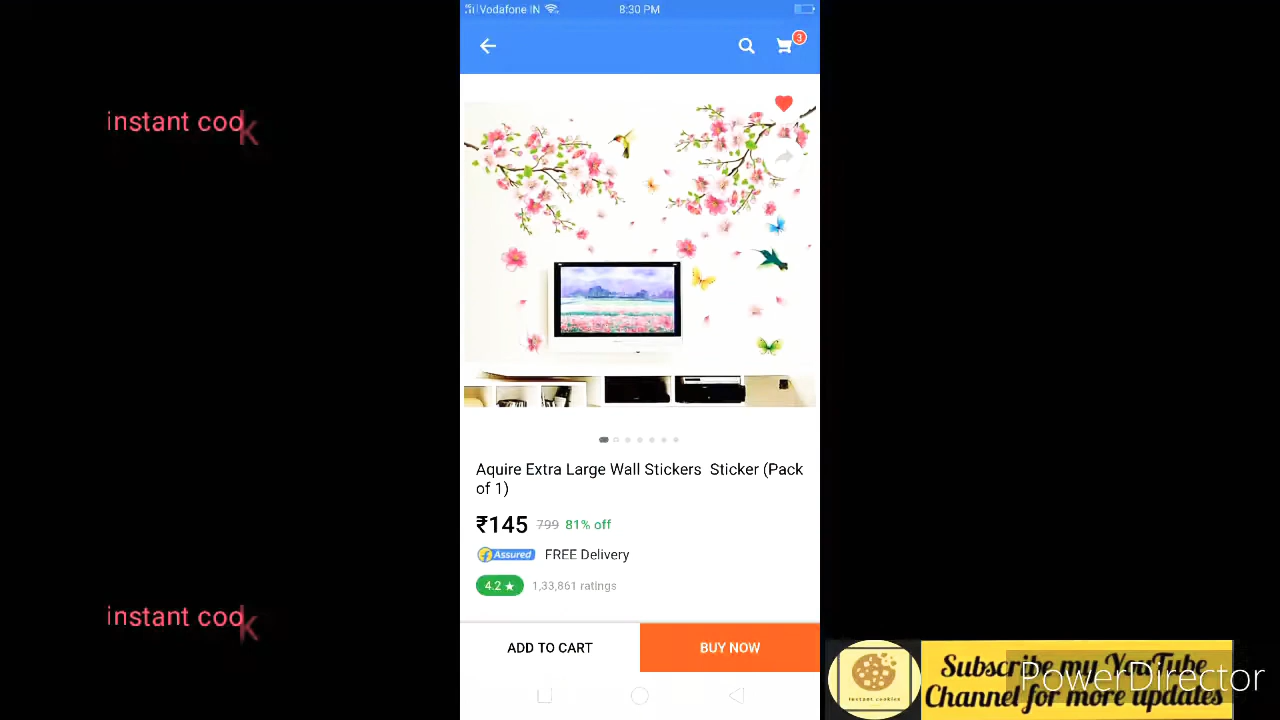 Vodafone IN
8:30 PM
3
instant cook
Aquire Extra Large Wall Stickers Sticker (Pack
of 1)
₹145 799 81% off
Assured FREE Delivery
4.2 ★ 1,33,861 ratings
instant cook
ADD TO CART
BUY NOW
instant cookies
Subscribe my YouTube
Channel for more updates
PowerDirector